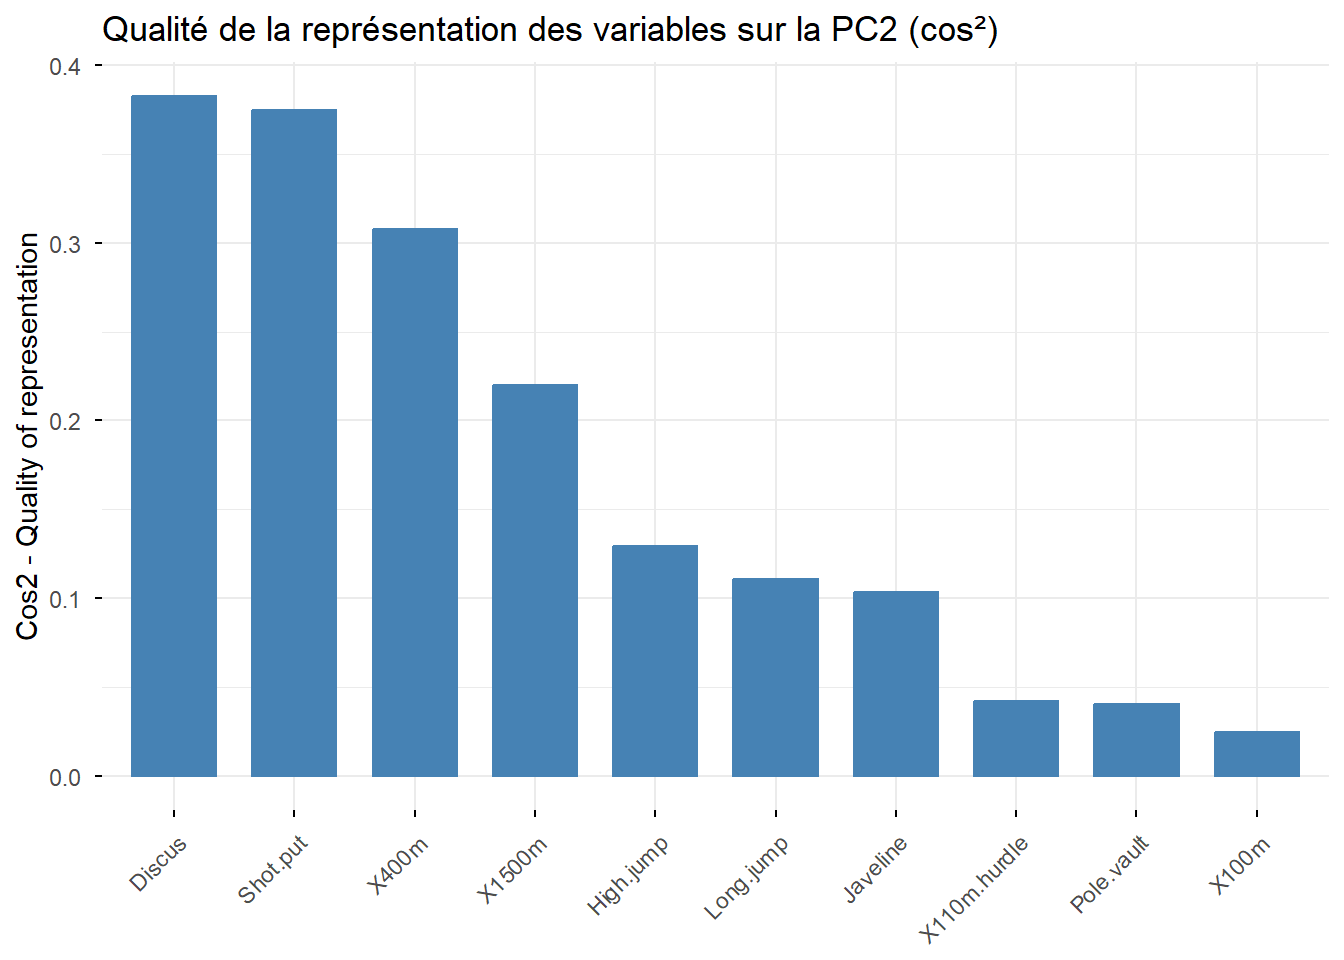 Qualité de la représentation des variables sur la PC2 (cos²)
Cos2 - Quality of representation
0.4
0.3
0.2
0.1
0.0
Discus
Shot.put
X400m
X1500m
High.jump
Long.jump
Javeline
X110m.hurdle
Pole.vault
X100m